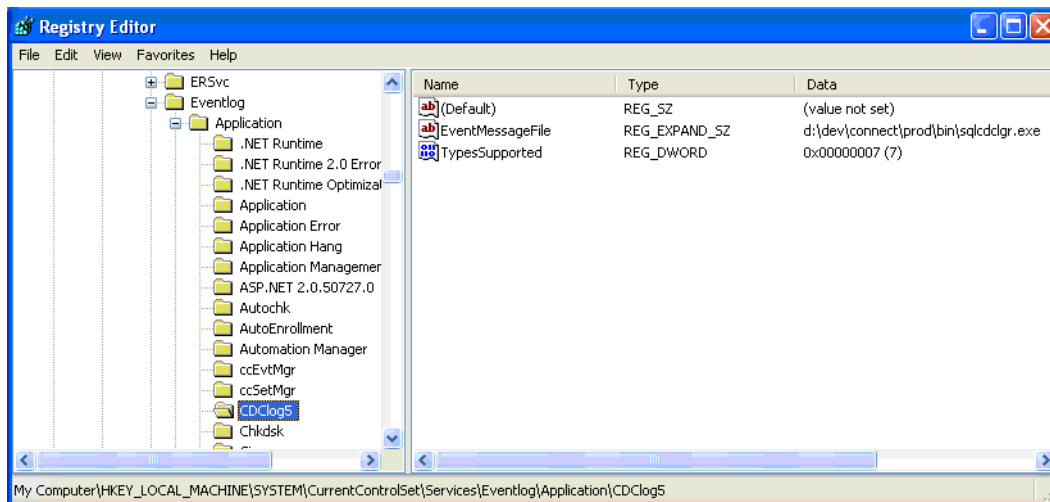 Registry Editor
File Edit View Favorites Help
ERSvc
Eventlog
Application
.NET Runtime
.NET Runtime 2.0 Error
.NET Runtime Optimizat
Application
Application Error
Application Hang
Application Managemer
ASP.NET 2.0.50727.0
Autochk
AutoEnrollment
Automation Manager
ccEvtMgr
ccSetMgr
CDClog5
Chkdsk
Name Type Data
(Default) REG_SZ (value not set)
EventMessageFile REG_EXPAND_SZ d:\dev\connect\prod\bin\sqlcdclgr.exe
TypesSupported REG_DWORD 0x00000007 (7)
My Computer\HKEY_LOCAL_MACHINE\SYSTEM\CurrentControlSet\Services\Eventlog\Application\CDClog5